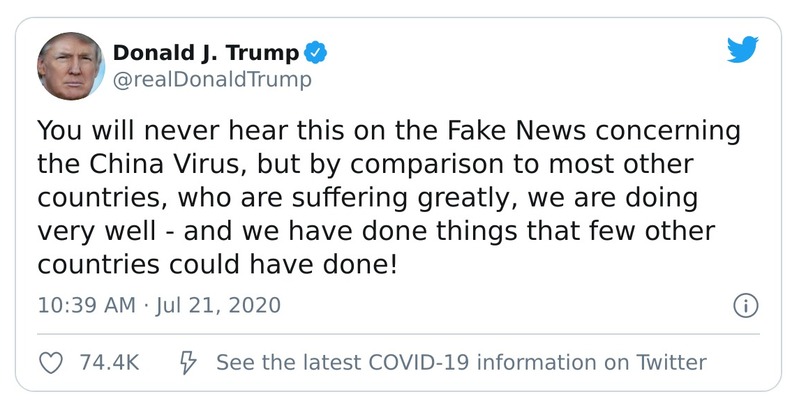 Donald J. Trump
@realDonaldTrump
You will never hear this on the Fake News concerning
the China Virus, but by comparison to most other
countries, who are suffering greatly, we are doing
very well - and we have done things that few other
countries could have done!
10:39 AM · Jul 21, 2020
74.4K See the latest COVID-19 information on Twitter